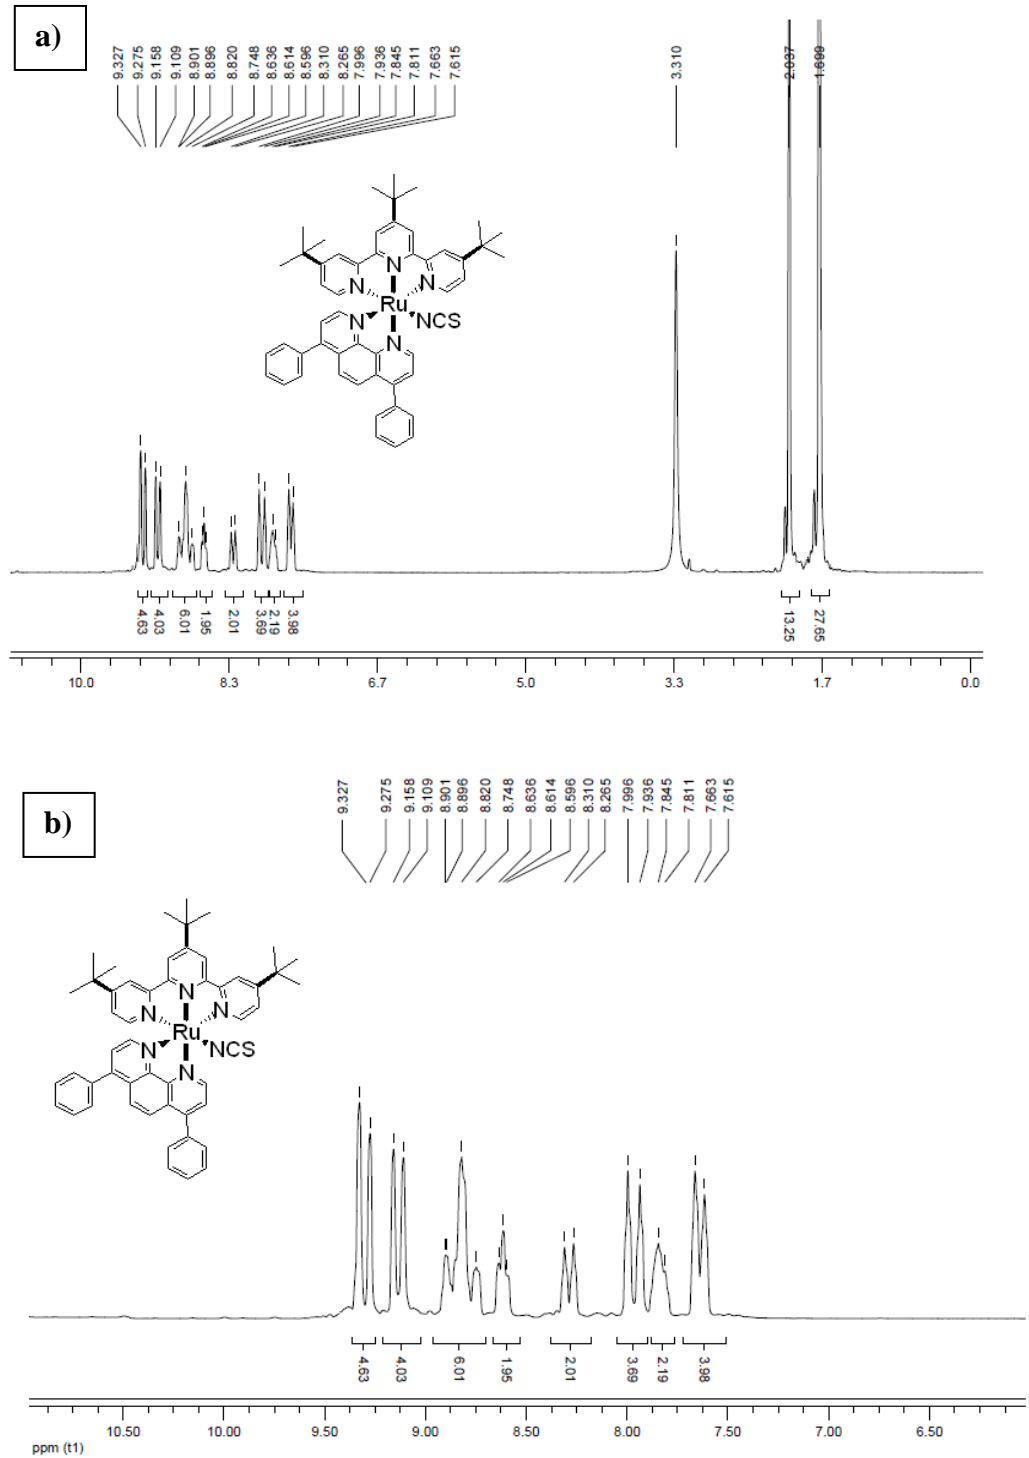 a)
9.327 9.275 9.158 9.109 8.901 8.896 8.820 8.748 8.636 8.614 8.596 8.310 8.265 7.996 7.936 7.845 7.811 7.663 7.615
3.310
2.037
1.699
N
N N
Ru
N NCS
N
4.63 4.03 6.01 1.95 2.01 3.69 2.19 3.98 13.25 27.65
10.0 8.3 6.7 5.0 3.3 1.7 0.0
b)
9.327 9.275 9.158 9.109 8.901 8.896 8.820 8.748 8.636 8.614 8.596 8.310 8.265 7.996 7.936 7.845 7.811 7.663 7.615
N
N N
Ru
N NCS
N
4.63 4.03 6.01 1.95 2.01 3.69 2.19 3.98
10.50 10.00 9.50 9.00 8.50 8.00 7.50 7.00 6.50
ppm (t1)